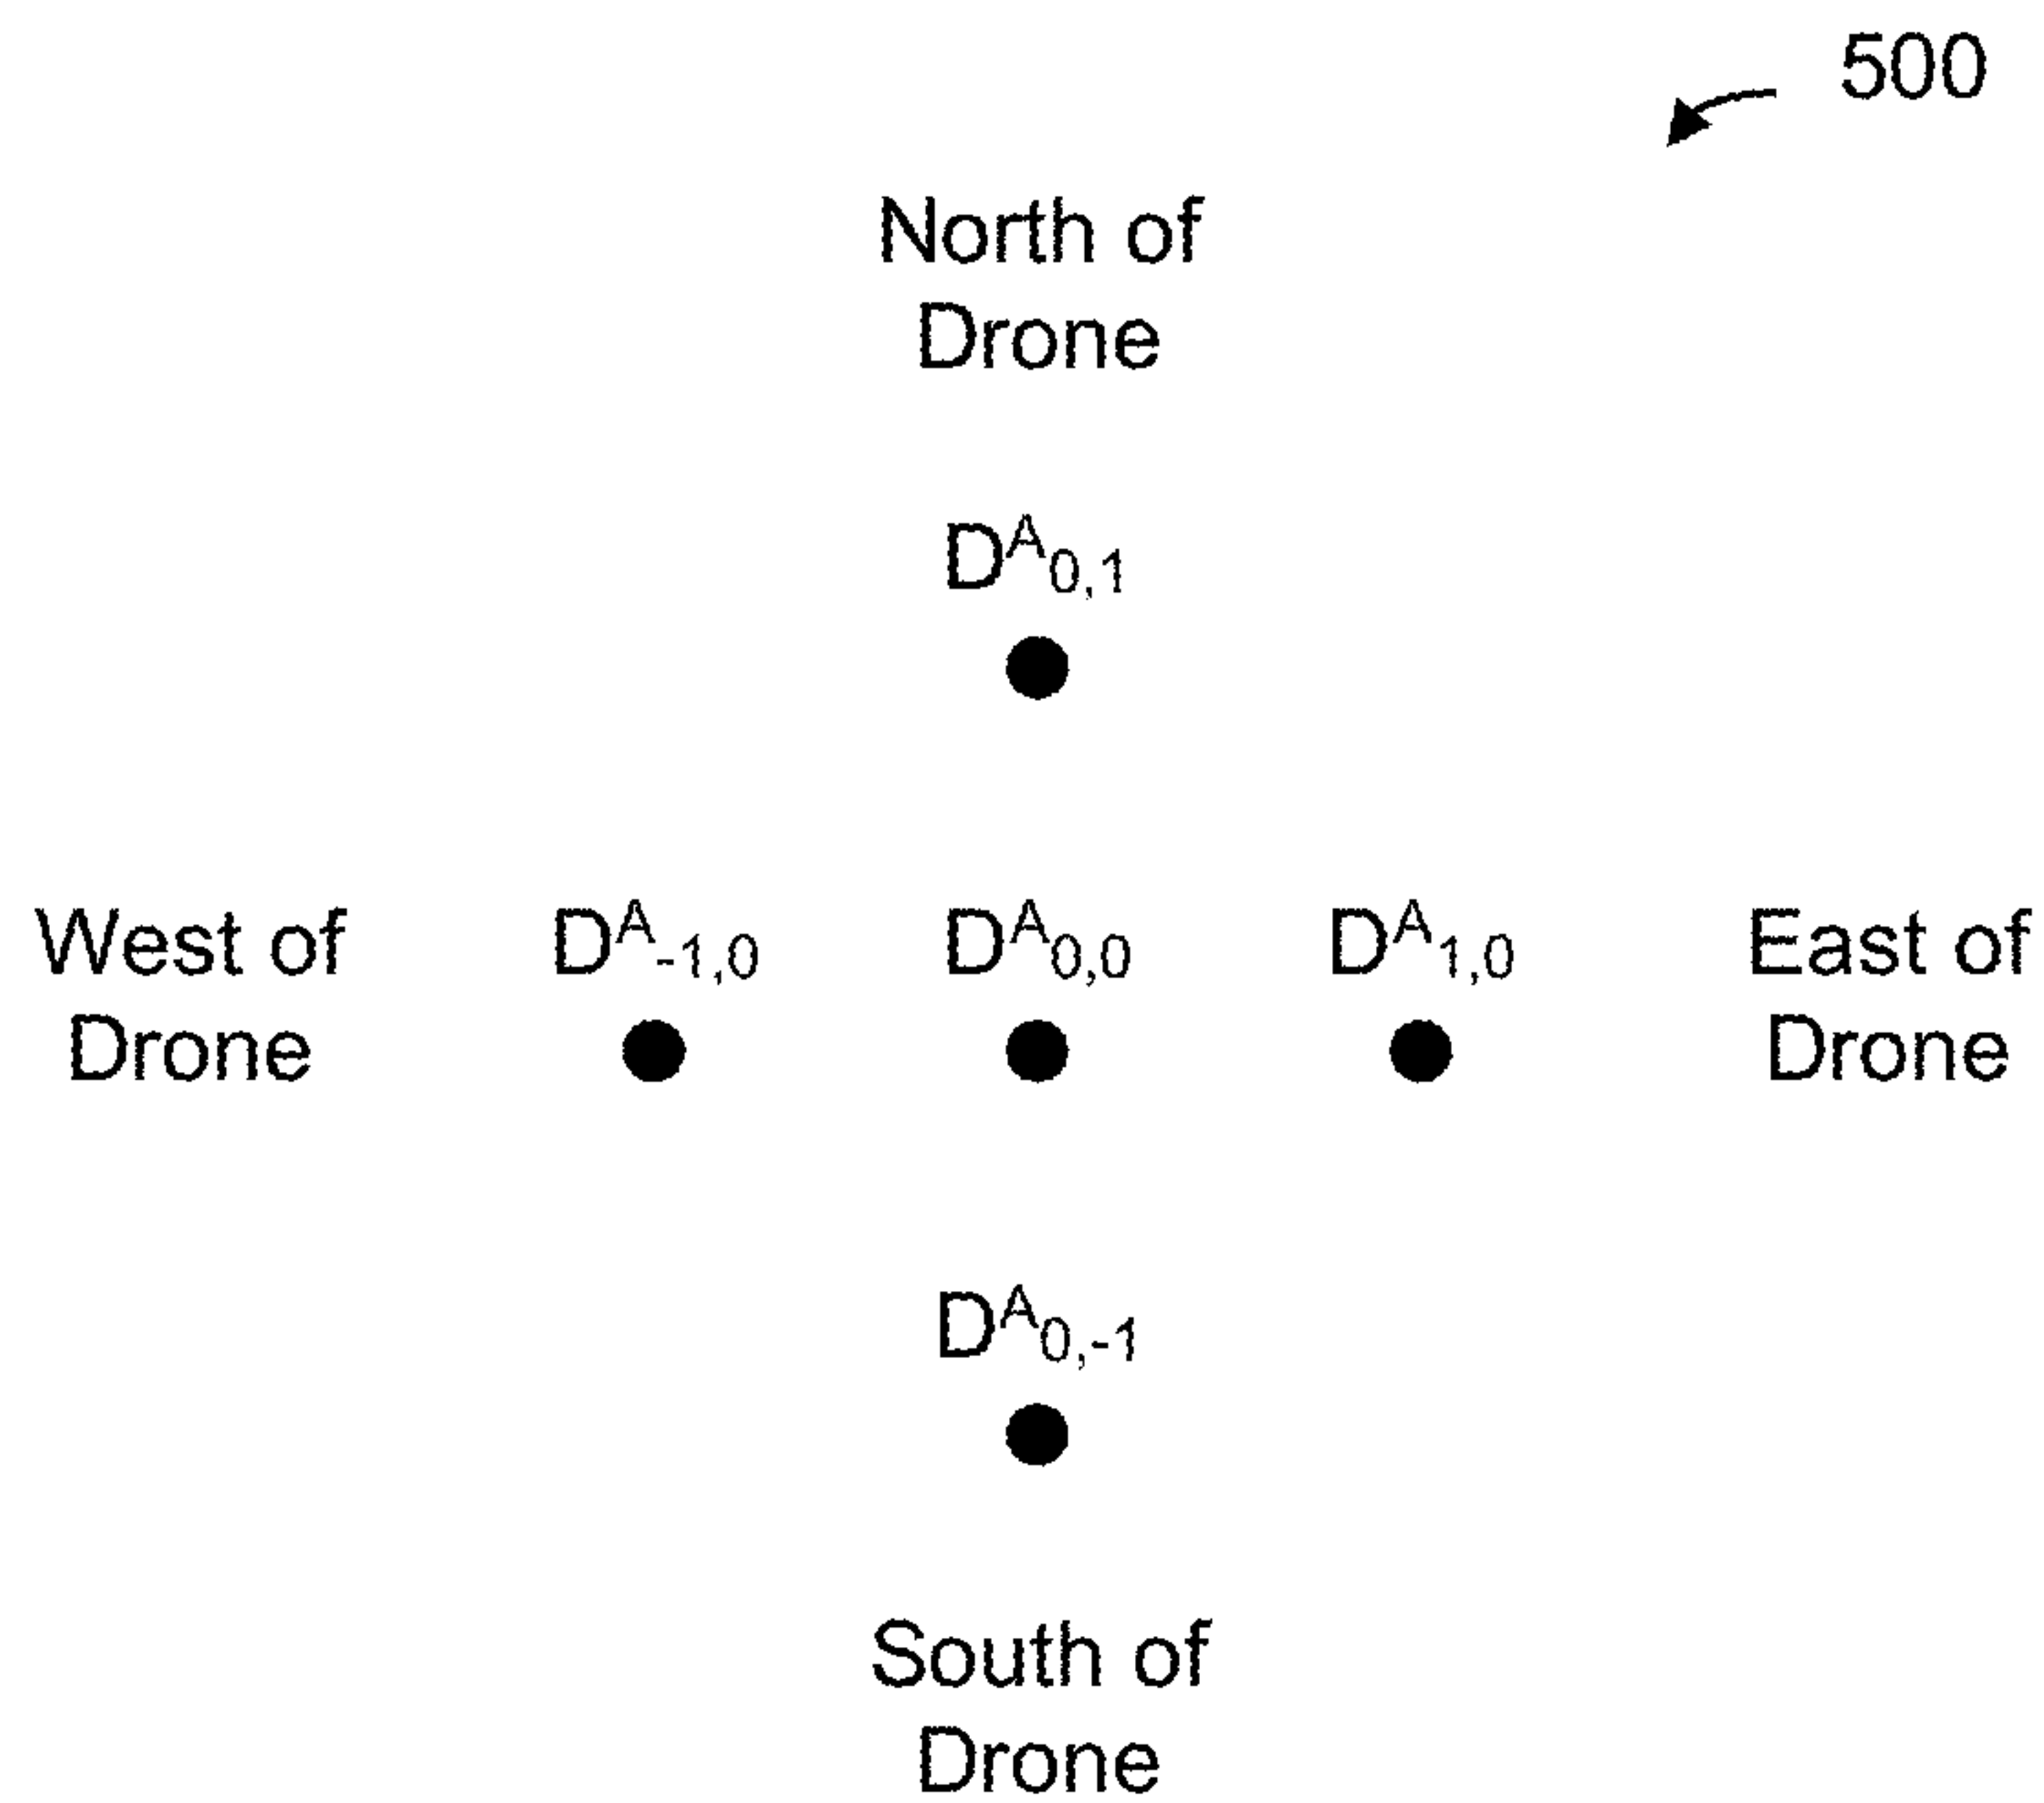 500
North of
Drone
Dᴬ₀,₁
West of
Drone
Dᴬ₋₁,₀
Dᴬ₀,₀
Dᴬ₁,₀
East of
Drone
Dᴬ₀,₋₁
South of
Drone